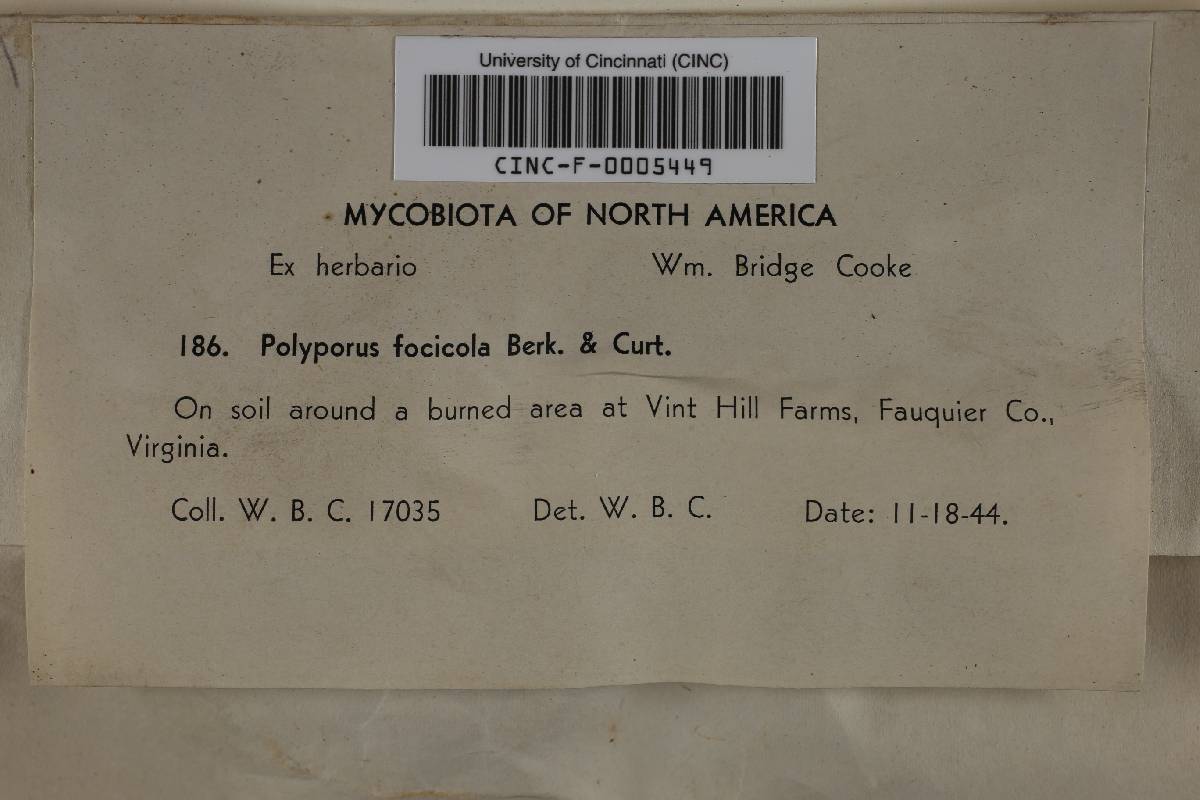 University of Cincinnati (CINC)
CINC-F-0005449
MYCOBIOTA OF NORTH AMERICA
Ex herbario Wm. Bridge Cooke
186. Polyporus focicola Berk. & Curt.
On soil around a burned area at Vint Hill Farms, Fauquier Co.,
Virginia.
Coll. W. B. C. 17035 Det. W. B. C. Date: 11-18-44.